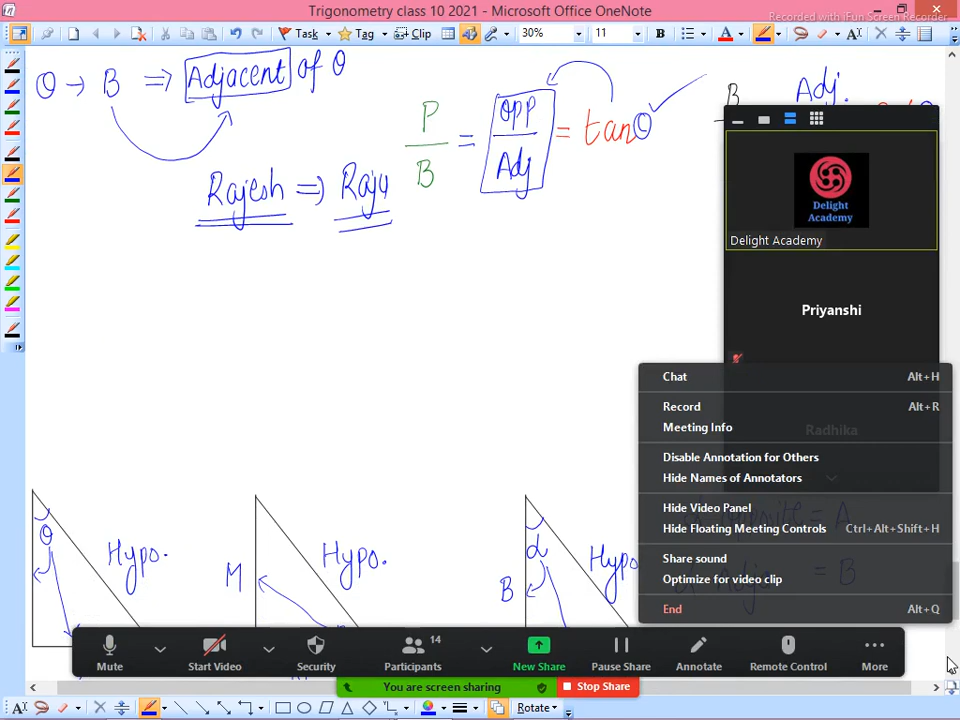 Trigonometry class 10 2021 - Microsoft Office OneNote
Recorded with iFun Screen Recorder
Task
Tag
Clip
30%
11
θ → B ⇒ Adjacent of θ
P/B = Opp/Adj = tanθ
B
Adj.
Rajesh ⇒ Raju
Delight Academy
Delight Academy
Priyanshi
Radhika
Chat Alt+H
Record Alt+R
Meeting Info
Disable Annotation for Others
Hide Names of Annotators
Hide Video Panel
Hide Floating Meeting Controls Ctrl+Alt+Shift+H
Share sound
Optimize for video clip
End Alt+Q
= A
= B
θ
Hypo.
M
Hypo.
α
B
Hypo
Mute
Start Video
Security
Participants 14
New Share
Pause Share
Annotate
Remote Control
More
You are screen sharing
Stop Share
Rotate